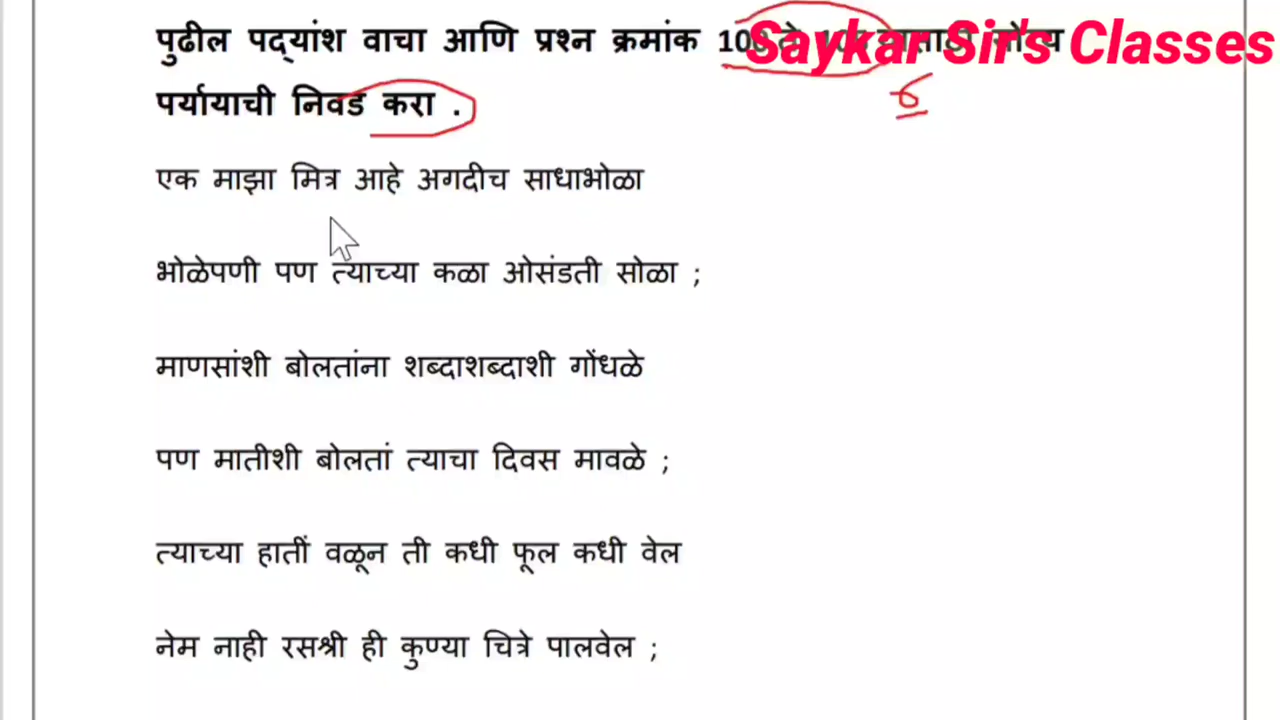 पुढील पद्यांश वाचा आणि प्रश्न क्रमांक
Saykar Sir's Classes
पर्यायाची निवड करा .
6
एक माझा मित्र आहे अगदीच साधाभोळा
भोळेपणी पण त्याच्या कळा ओसंडती सोळा ;
माणसांशी बोलतांना शब्दाशब्दाशी गोंधळे
पण मातीशी बोलतां त्याचा दिवस मावळे ;
त्याच्या हातीं वळून ती कधी फूल कधी वेल
नेम नाही रसश्री ही कुण्या चित्रे पालवेल ;